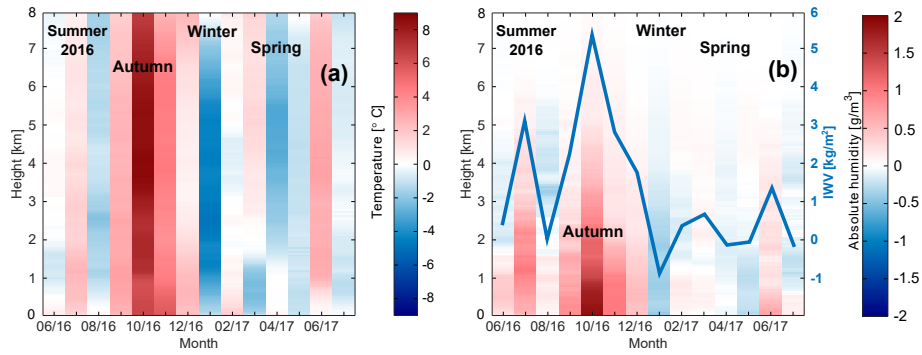 8
7
6
5
4
3
2
1
0
Height [km]
Summer
2016
Autumn
Winter
Spring
(a)
06/16 08/16 10/16 12/16 02/17 04/17 06/17
Month
8
6
4
2
0
-2
-4
-6
-8
Temperature [° C]
8
7
6
5
4
3
2
1
0
Height [km]
Summer
2016
Autumn
Winter
Spring
(b)
06/16 08/16 10/16 12/16 02/17 04/17 06/17
Month
6
5
4
3
2
1
0
-1
IWV [kg/m²]
2
1.5
1
0.5
0
-0.5
-1
-1.5
-2
Absolute humidity [g/m³]